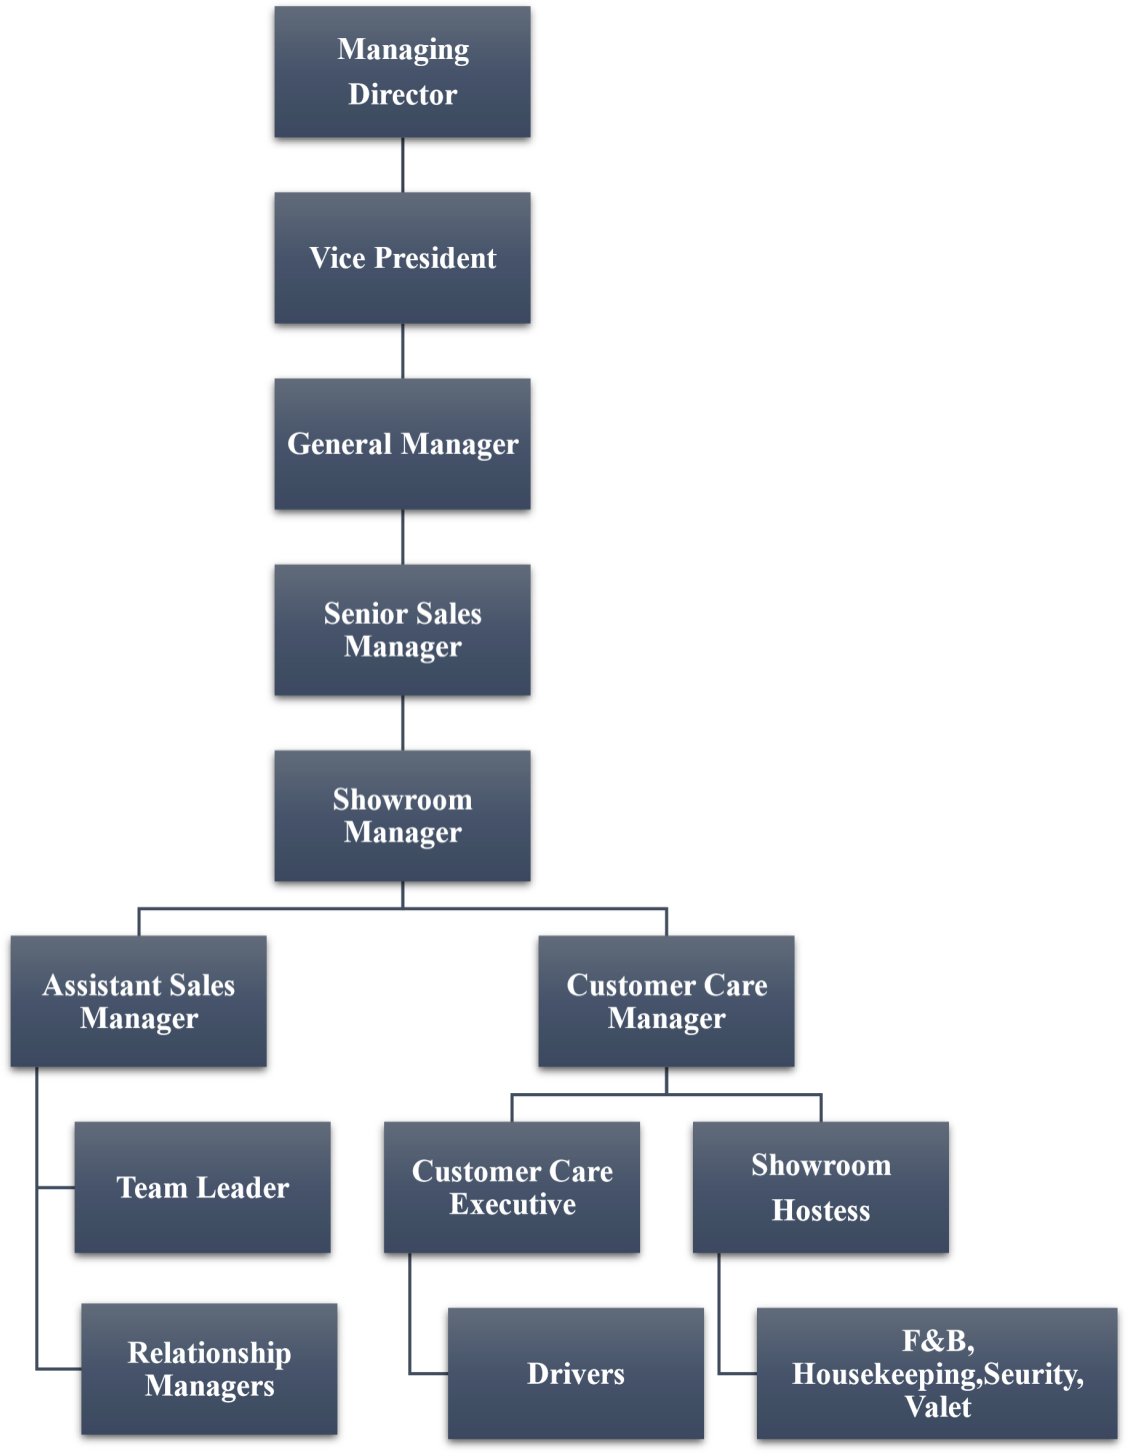 Managing
Director
Vice President
General Manager
Senior Sales
Manager
Showroom
Manager
Assistant Sales
Manager
Customer Care
Manager
Team Leader
Customer Care
Executive
Showroom
Hostess
Relationship
Managers
Drivers
F&B,
Housekeeping,Seurity,
Valet